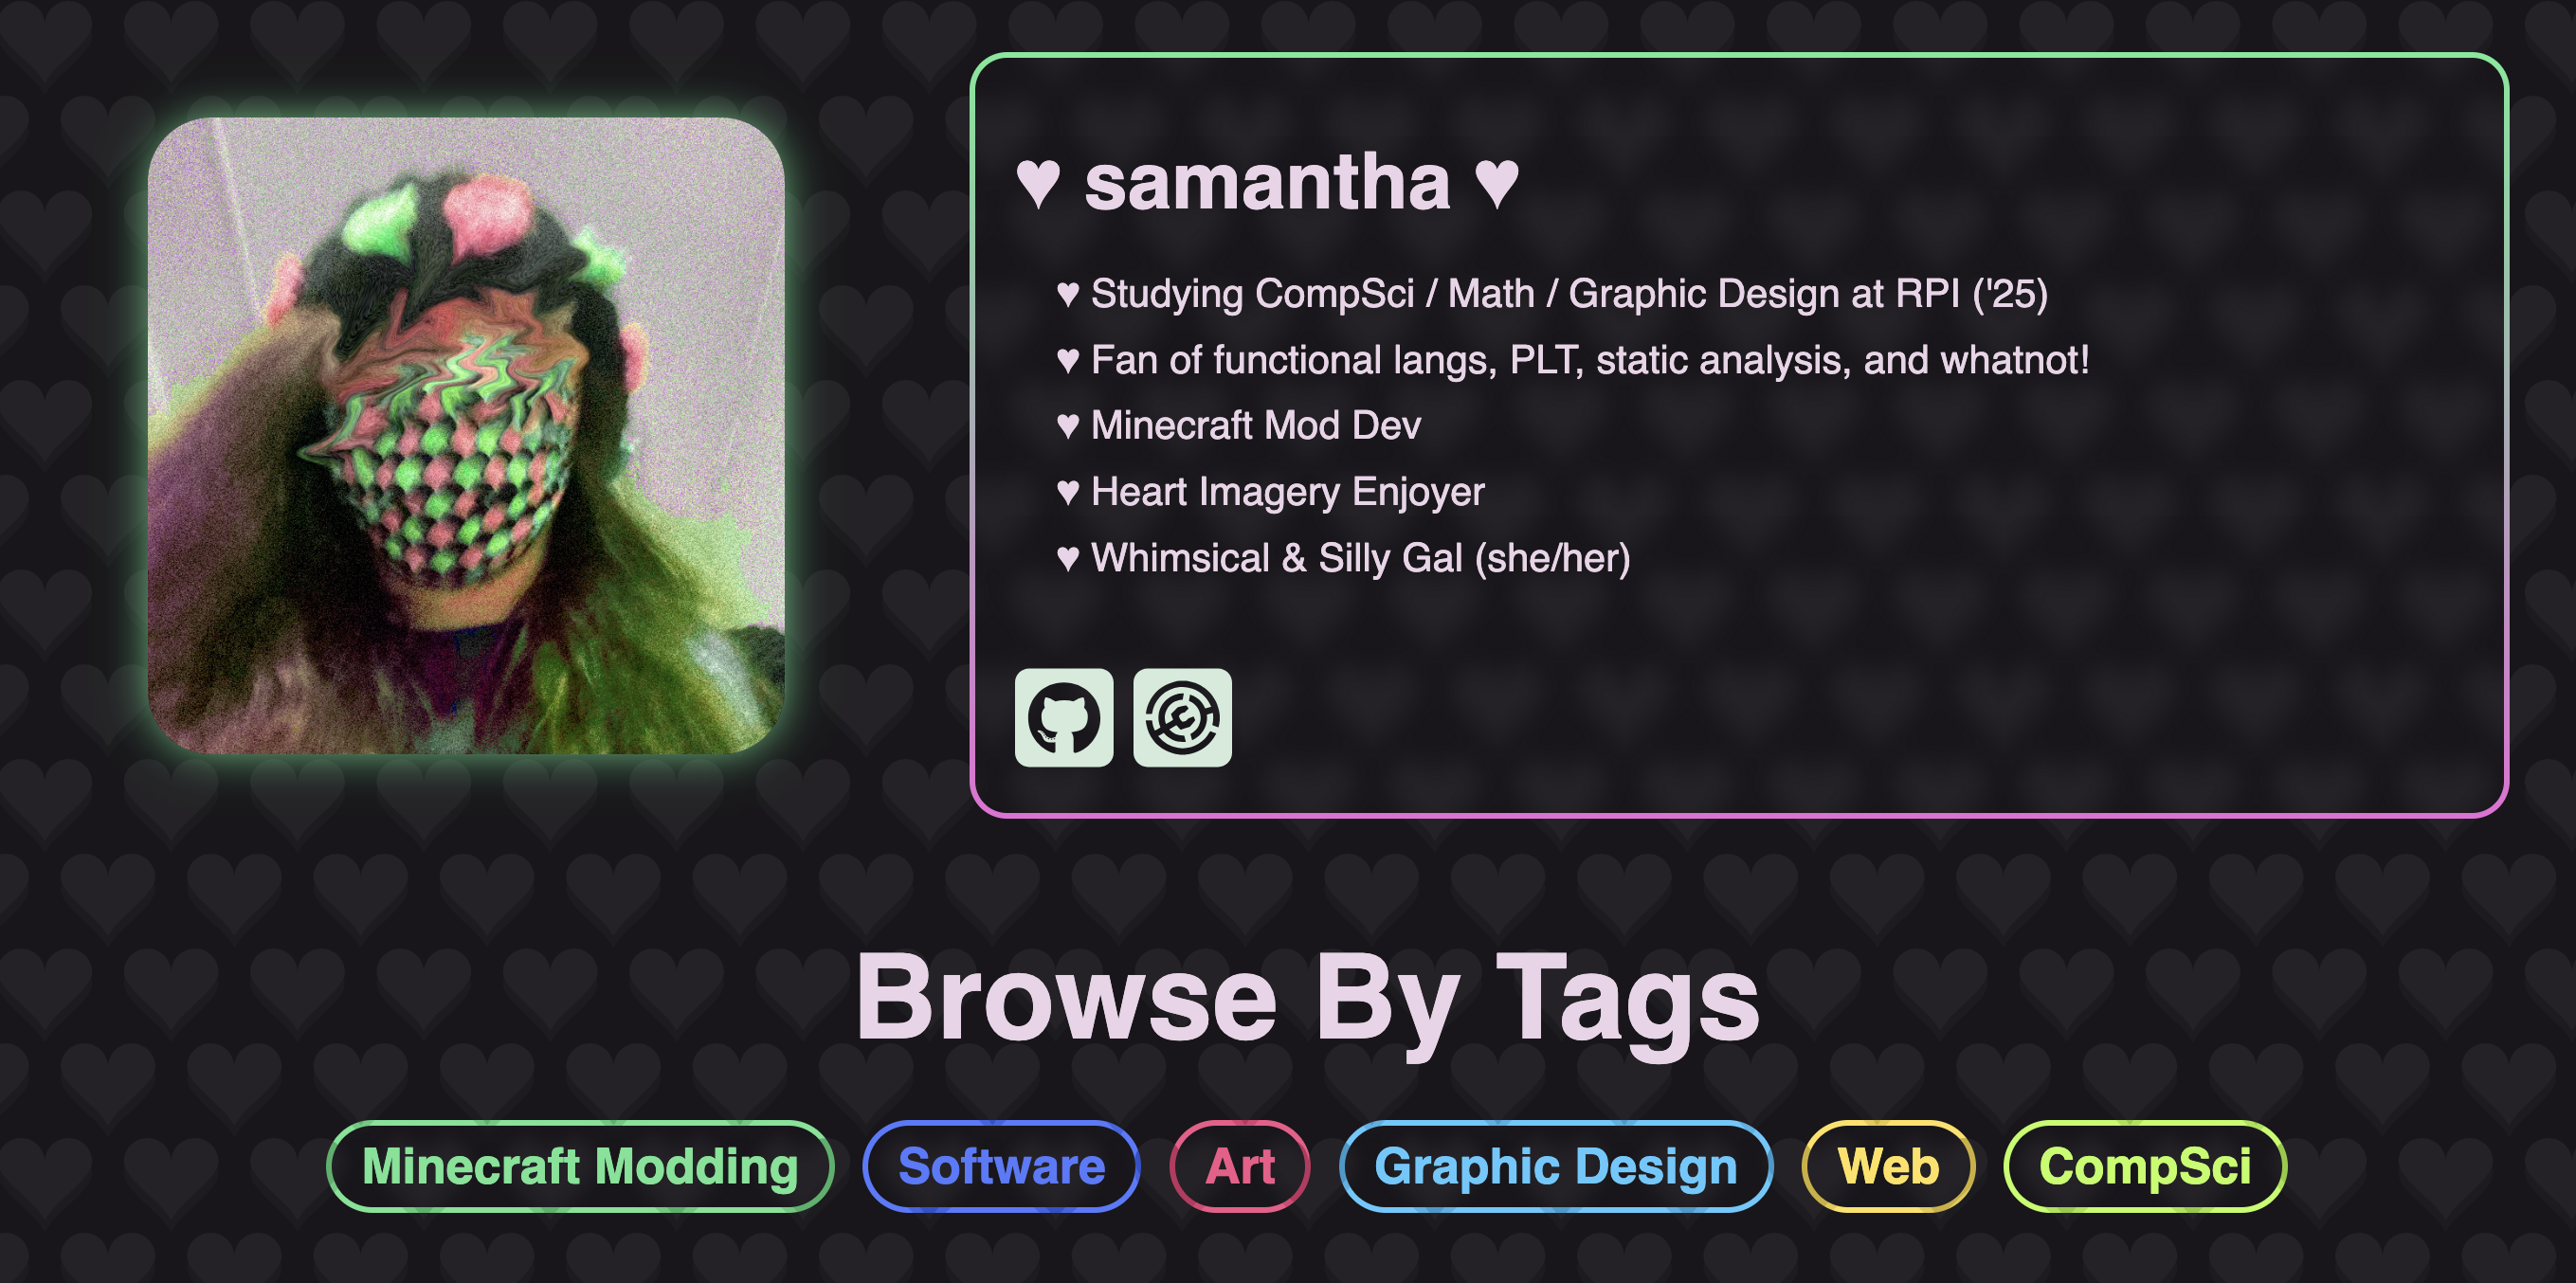 ♥ samantha ♥
♥ Studying CompSci / Math / Graphic Design at RPI ('25)
♥ Fan of functional langs, PLT, static analysis, and whatnot!
♥ Minecraft Mod Dev
♥ Heart Imagery Enjoyer
♥ Whimsical & Silly Gal (she/her)
Browse By Tags
Minecraft Modding
Software
Art
Graphic Design
Web
CompSci